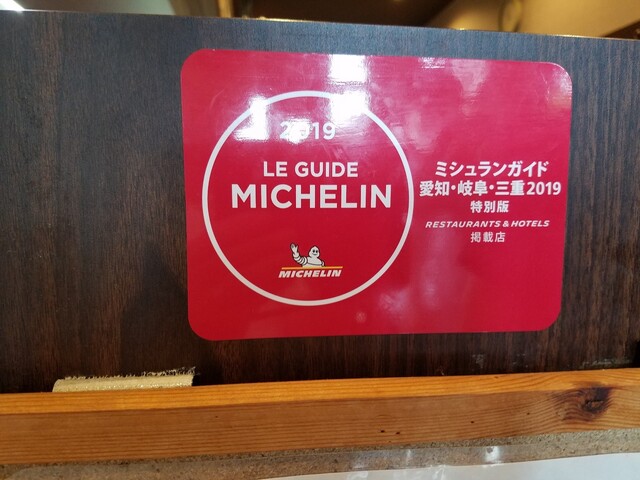 2019
LE GUIDE
MICHELIN
MICHELIN
ミシュランガイド
愛知・岐阜・三重2019
特別版
RESTAURANTS & HOTELS
掲載店